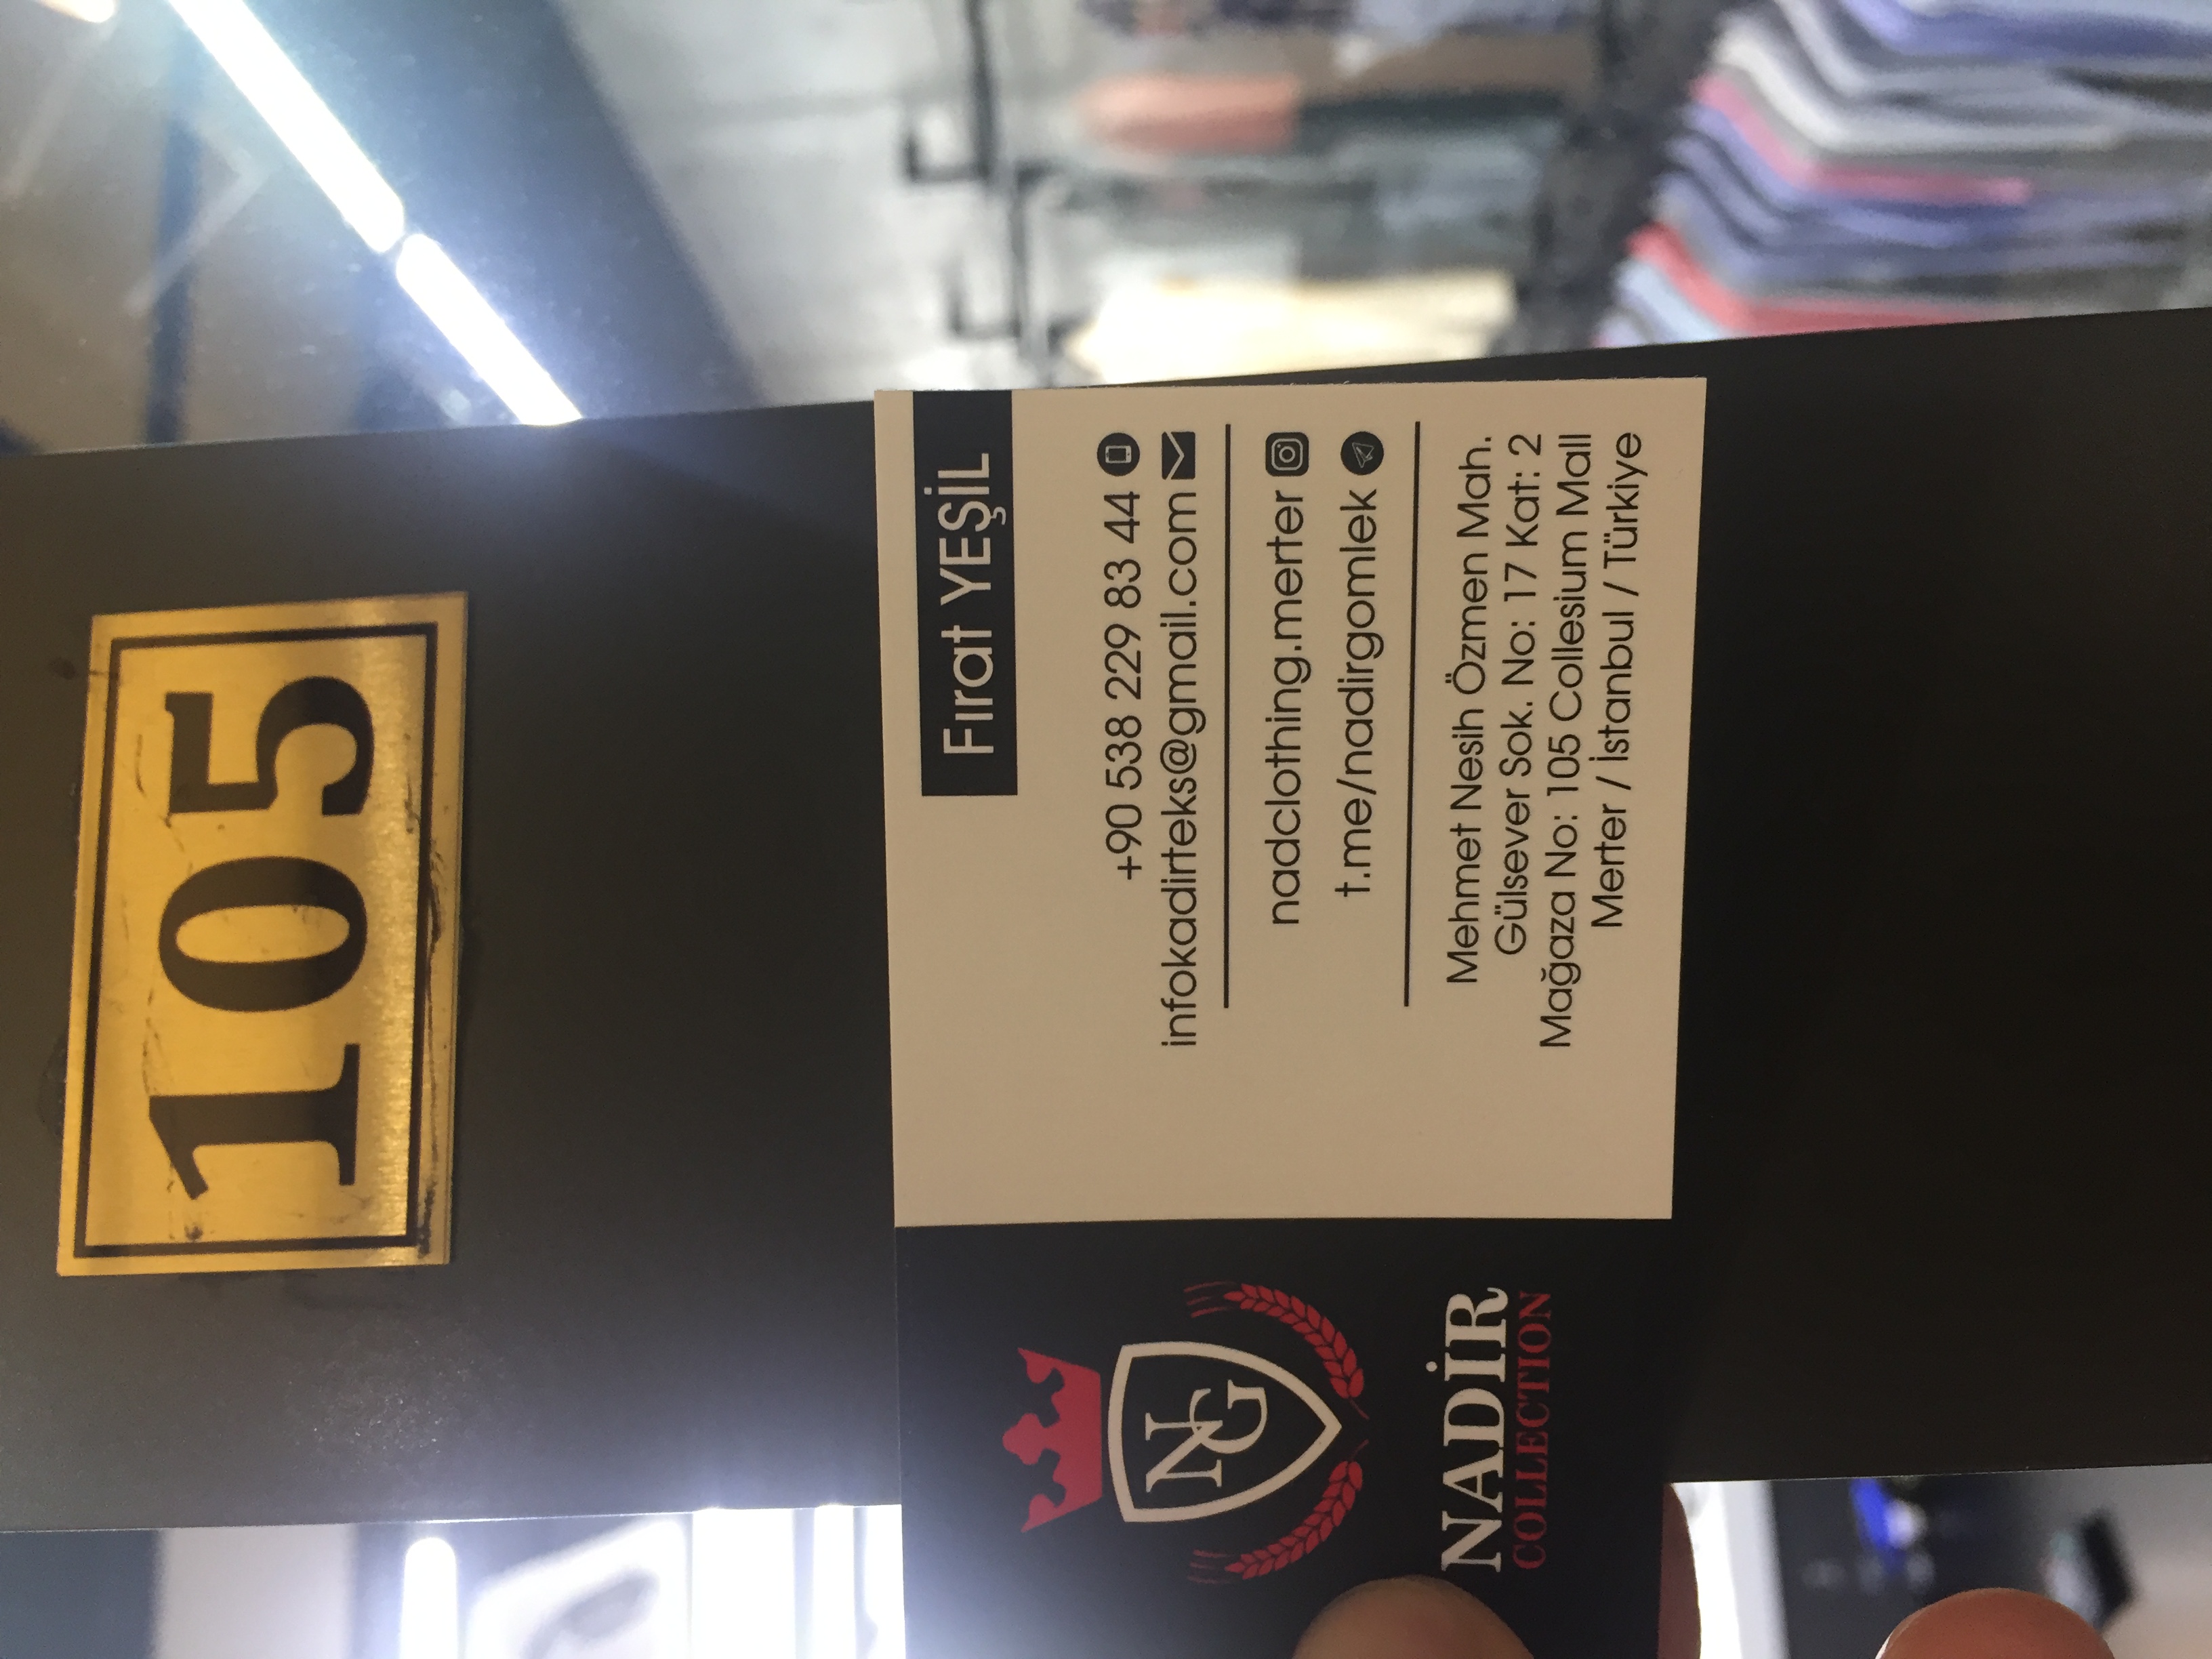 105
Fırat YEŞİL
+90 538 229 83 44
infokadirteks@gmail.com
nadclothing.merter
t.me/nadirgomlek
Mehmet Nesih Özmen Mah.
Gülsever Sok. No: 17 Kat: 2
Mağaza No: 105 Collesium Mall
Merter / İstanbul / Türkiye
NG
NADİR
COLLECTION